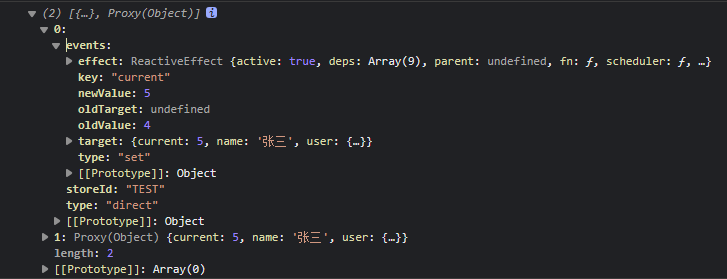 (2) [{…}, Proxy(Object)] i
0:
events:
effect: ReactiveEffect {active: true, deps: Array(9), parent: undefined, fn: ƒ, scheduler: ƒ, …}
key: "current"
newValue: 5
oldTarget: undefined
oldValue: 4
target: {current: 5, name: '张三', user: {…}}
type: "set"
[[Prototype]]: Object
storeId: "TEST"
type: "direct"
[[Prototype]]: Object
1: Proxy(Object) {current: 5, name: '张三', user: {…}}
length: 2
[[Prototype]]: Array(0)